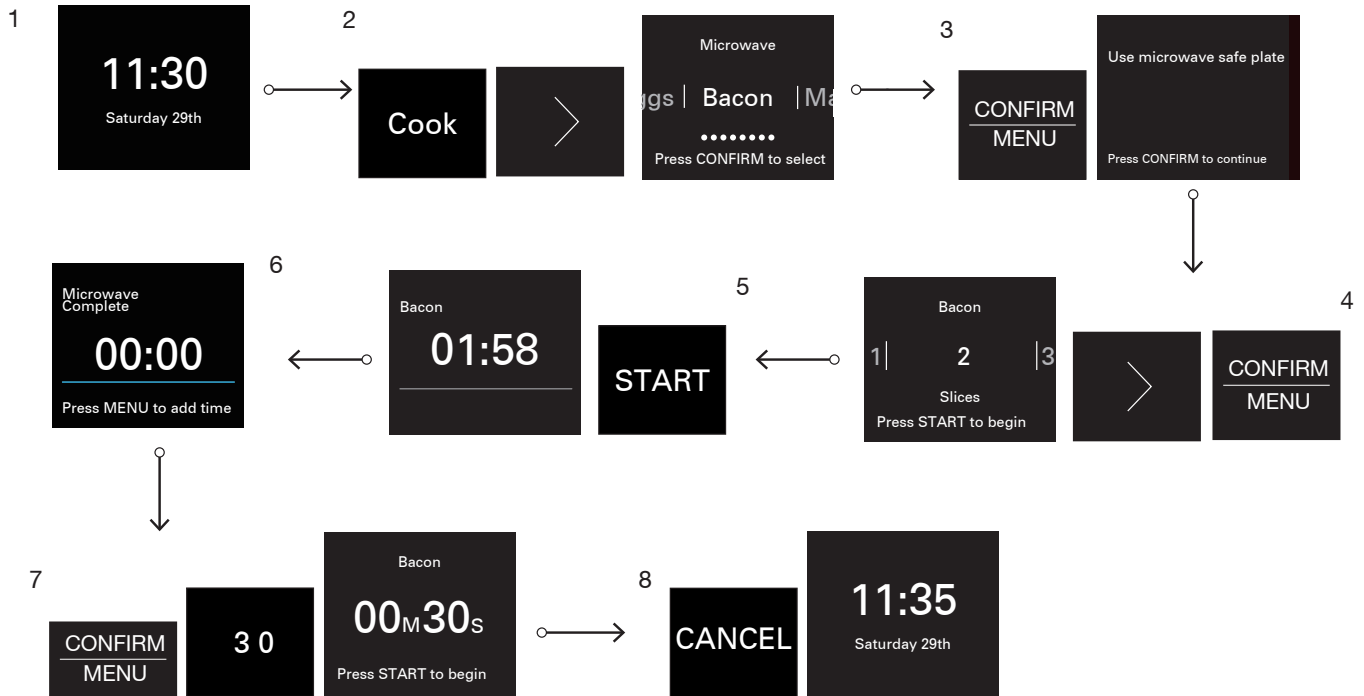 1
11:30
Saturday 29th
2
Cook
Microwave
ggs | Bacon | Ma
Press CONFIRM to select
3
CONFIRM
MENU
Use microwave safe plate
Press CONFIRM to continue
4
Bacon
1| 2 |3
Slices
Press START to begin
CONFIRM
MENU
5
Bacon
01:58
START
6
Microwave
Complete
00:00
Press MENU to add time
7
CONFIRM
MENU
3 0
Bacon
00M30S
Press START to begin
8
CANCEL
11:35
Saturday 29th